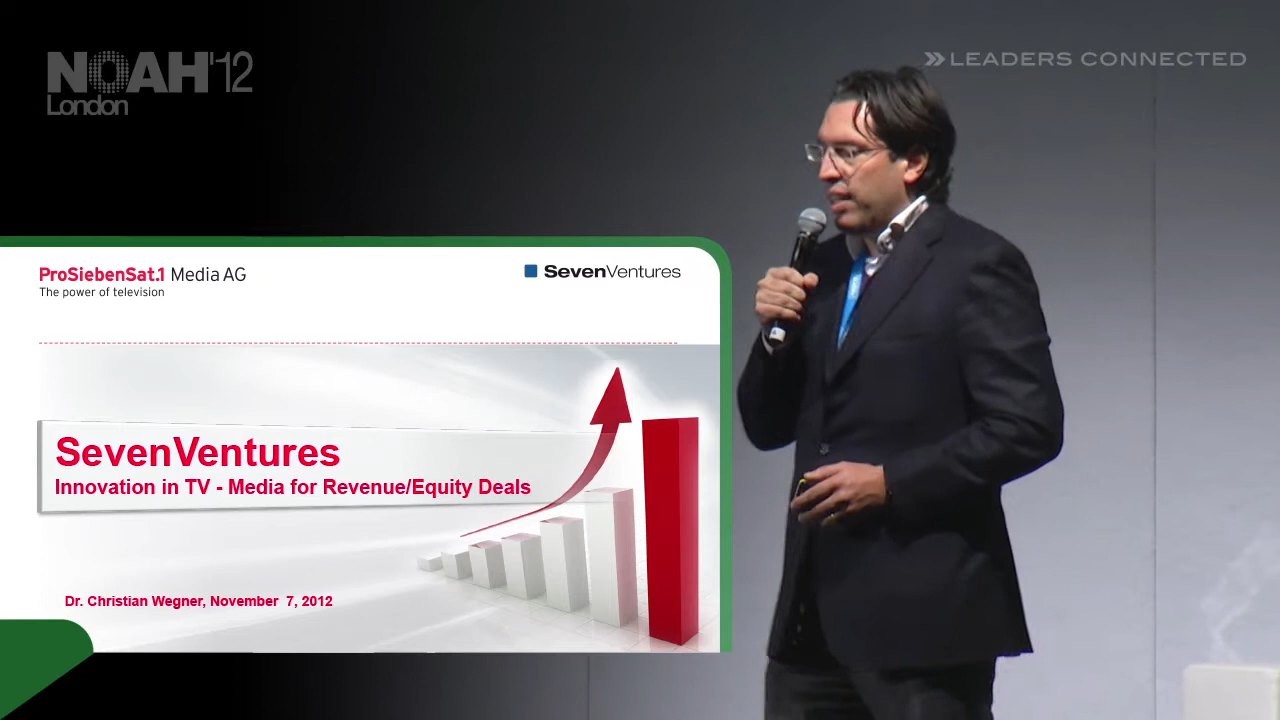 NOAH'12
London
LEADERS CONNECTED
ProSiebenSat.1 Media AG
The power of television
SevenVentures
SevenVentures
Innovation in TV - Media for Revenue/Equity Deals
Dr. Christian Wegner, November 7, 2012